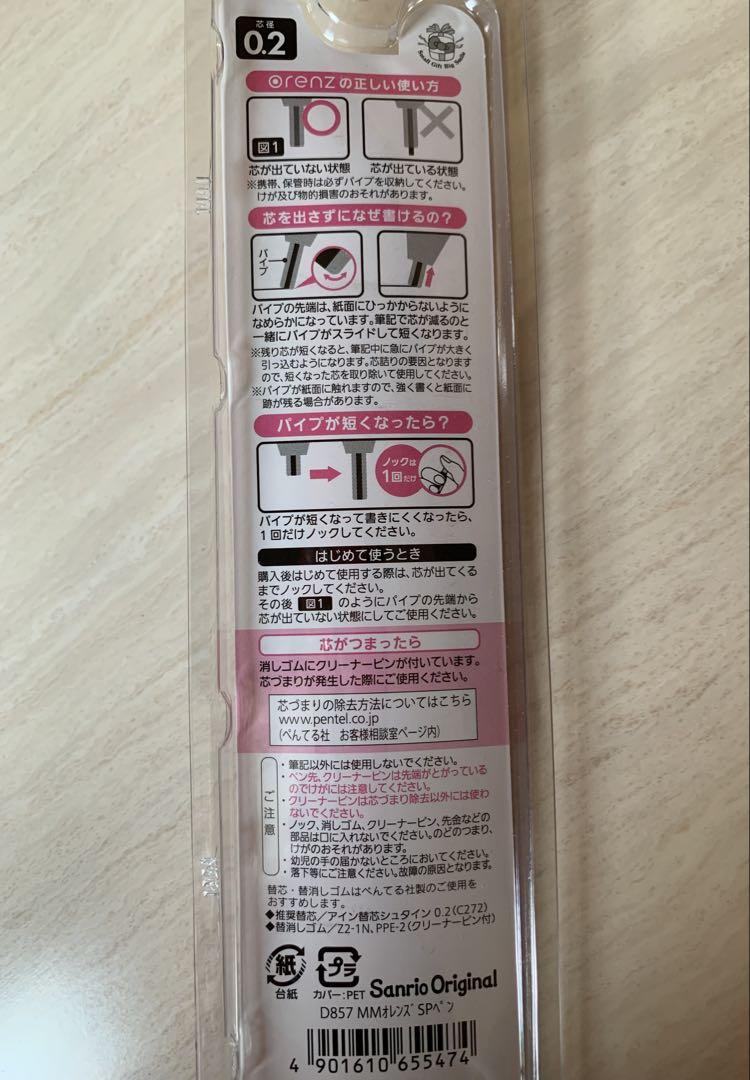 芯径
0.2
Small Gift Big Smile
orenzの正しい使い方
図1
芯が出ていない状態
芯が出ている状態
※携帯、保管時は必ずパイプを収納してください。
けが及び物的損害のおそれがあります。
芯を出さずになぜ書けるの？
パイプ
パイプの先端は、紙面にひっかからないように
なめらかになっています。筆記で芯が減るのと
一緒にパイプがスライドして短くなります。
※残り芯が短くなると、筆記中に急にパイプが大きく
引っ込むようになります。芯詰りの要因となります
ので、短くなった芯を取り除いて使用してください。
※パイプが紙面に触れますので、強く書くと紙面に
跡が残る場合があります。
パイプが短くなったら？
ノックは
1回だけ
パイプが短くなって書きにくくなったら、
1回だけノックしてください。
はじめて使うとき
購入後はじめて使用する際は、芯が出てくる
までノックしてください。
その後 図1 のようにパイプの先端から
芯が出ていない状態にしてご使用ください。
芯がつまったら
消しゴムにクリーナーピンが付いています。
芯づまりが発生した際にご使用ください。
芯づまりの除去方法についてはこちら
www.pentel.co.jp
(ぺんてる社 お客様相談室ページ内)
ご注意
・筆記以外には使用しないでください。
・ペン先、クリーナーピンは先端がとがっている
のでけがには注意してください。
・クリーナーピンは芯づまり除去以外には使わ
ないでください。
・ノック、消しゴム、クリーナーピン、先金などの
部品は口に入れないでください。のどのつまり、
けがのおそれがあります。
・幼児の手の届かないところにおいてください。
・落下等にご注意ください。故障の原因となります。
替芯・替消しゴムはぺんてる社製のご使用を
おすすめします。
◆推奨替芯／アイン替芯シュタイン 0.2(C272)
◆替消しゴム／Z2-1N、PPE-2(クリーナーピン付)
紙
台紙
プラ
カバー:PET
Sanrio Original
D857 MMオレンズSPペン
4 901610 655474